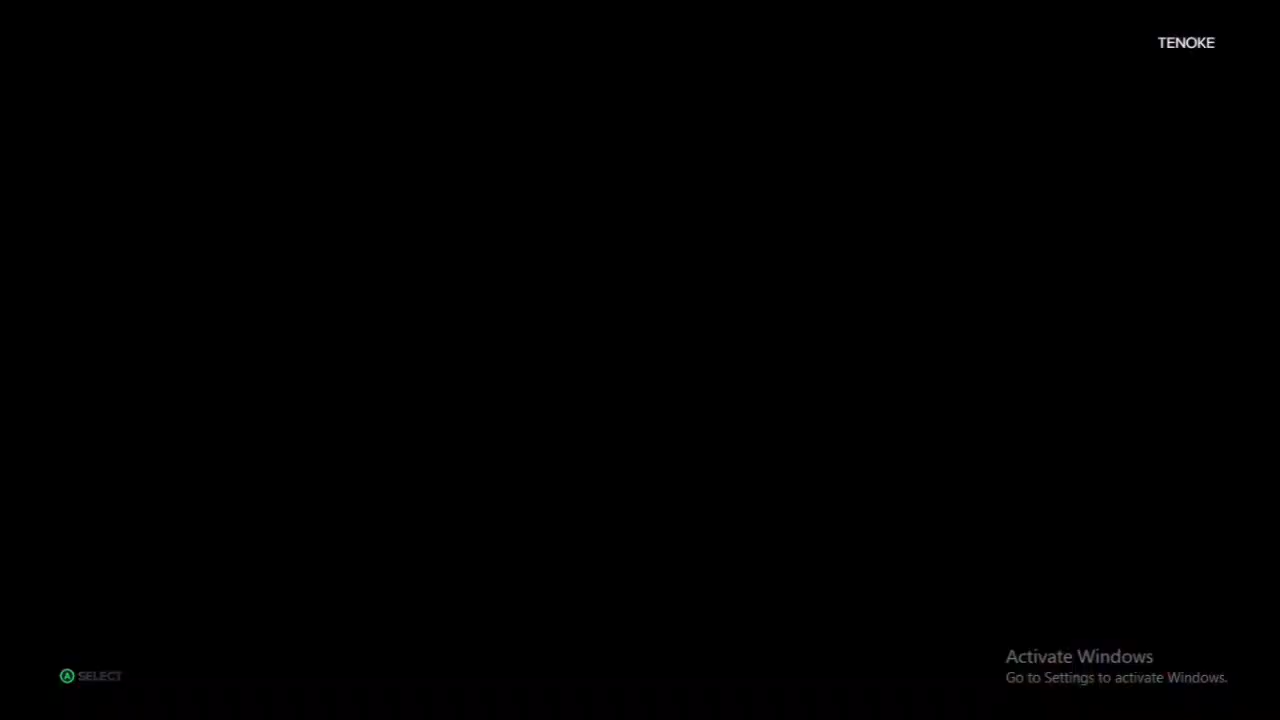 TENOKE
Activate Windows
A SELECT
Go to Settings to activate Windows.